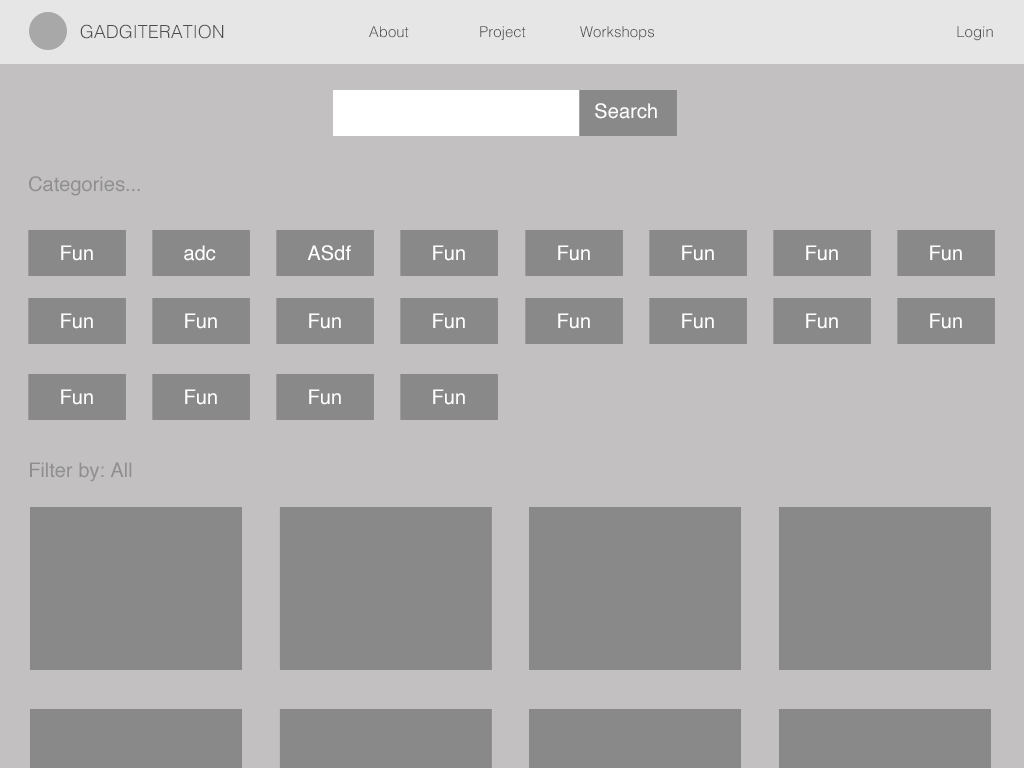 GADGITERATION About Project Workshops Login
Search
Categories...
Fun adc ASdf Fun Fun Fun Fun Fun
Fun Fun Fun Fun Fun Fun Fun Fun
Fun Fun Fun Fun
Filter by: All